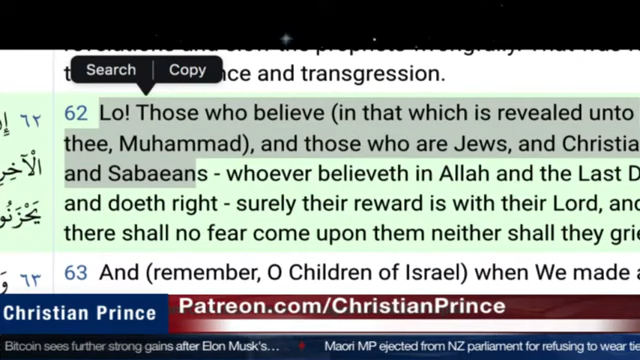 t nce and transgression.
Search Copy
٦٢
62 Lo! Those who believe (in that which is revealed unto
thee, Muhammad), and those who are Jews, and Christia
and Sabaeans - whoever believeth in Allah and the Last D
and doeth right - surely their reward is with their Lord, and
there shall no fear come upon them neither shall they grie
٦٣
63 And (remember, O Children of Israel) when We made a
Christian Prince
Patreon.com/ChristianPrince
Bitcoin sees further strong gains after Elon Musk's...
Maori MP ejected from NZ parliament for refusing to wear tie